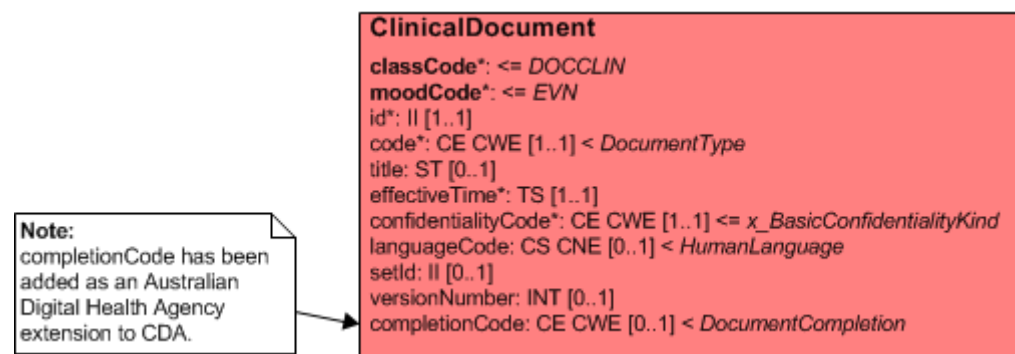 ClinicalDocument
classCode*: <= DOCCLIN
moodCode*: <= EVN
id*: II [1..1]
code*: CE CWE [1..1] < DocumentType
title: ST [0..1]
effectiveTime*: TS [1..1]
confidentialityCode*: CE CWE [1..1] <= x_BasicConfidentialityKind
languageCode: CS CNE [0..1] < HumanLanguage
setId: II [0..1]
versionNumber: INT [0..1]
completionCode: CE CWE [0..1] < DocumentCompletion
Note:
completionCode has been
added as an Australian
Digital Health Agency
extension to CDA.